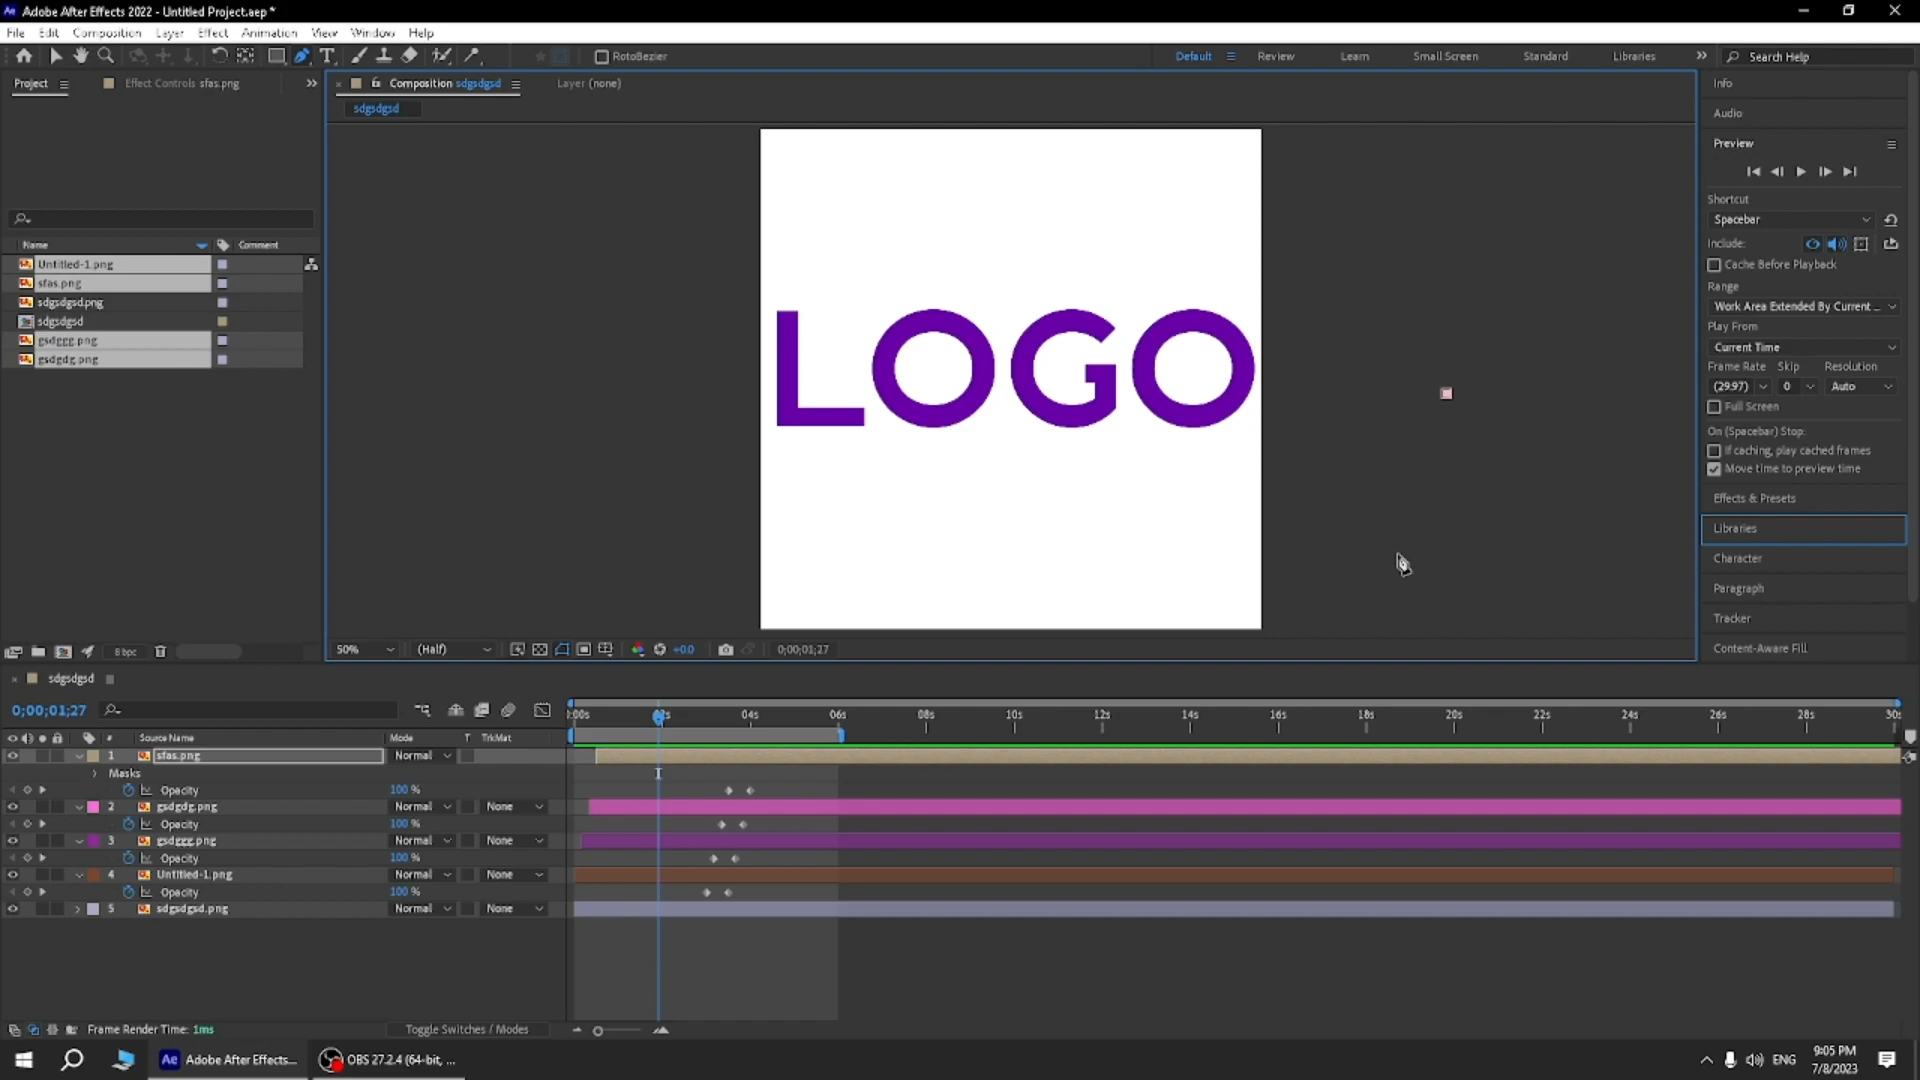 Adobe After Effects 2022 - Untitled Project.aep *
File Edit Composition Layer Effect Animation View Window Help
RotoBezier
Default Review Learn Small Screen Standard Libraries Search Help
Project Effect Controls sfas.png
Composition sdgsdgsd Layer (none)
sdgsdgsd
Name Comment
Untitled-1.png
sfas.png
sdgsdgsd.png
sdgsdgsd
gsdggg.png
gsdgdg.png
8 bpc
LOGO
50% (Half) +0.0 0;00;01;27
Info
Audio
Preview
Shortcut
Spacebar
Include:
Cache Before Playback
Range
Work Area Extended By Current ...
Play From
Current Time
Frame Rate Skip Resolution
(29.97) 0 Auto
Full Screen
On (Spacebar) Stop:
If caching, play cached frames
Move time to preview time
Effects & Presets
Libraries
Character
Paragraph
Tracker
Content-Aware Fill
sdgsdgsd
0;00;01;27
04s 06s 08s 10s 12s 14s 16s 18s 20s 22s 24s 26s 28s 30s
# Source Name Mode T TrkMat
1 sfas.png Normal
Masks
Opacity 100 %
2 gsdgdg.png Normal None
Opacity 100 %
3 gsdggg.png Normal None
Opacity 100 %
4 Untitled-1.png Normal None
Opacity 100 %
5 sdgsdgsd.png Normal None
Frame Render Time: 1ms
Toggle Switches / Modes
Ae Adobe After Effects...
OBS 27.2.4 (64-bit, ...
ENG
9:05 PM
7/8/2023